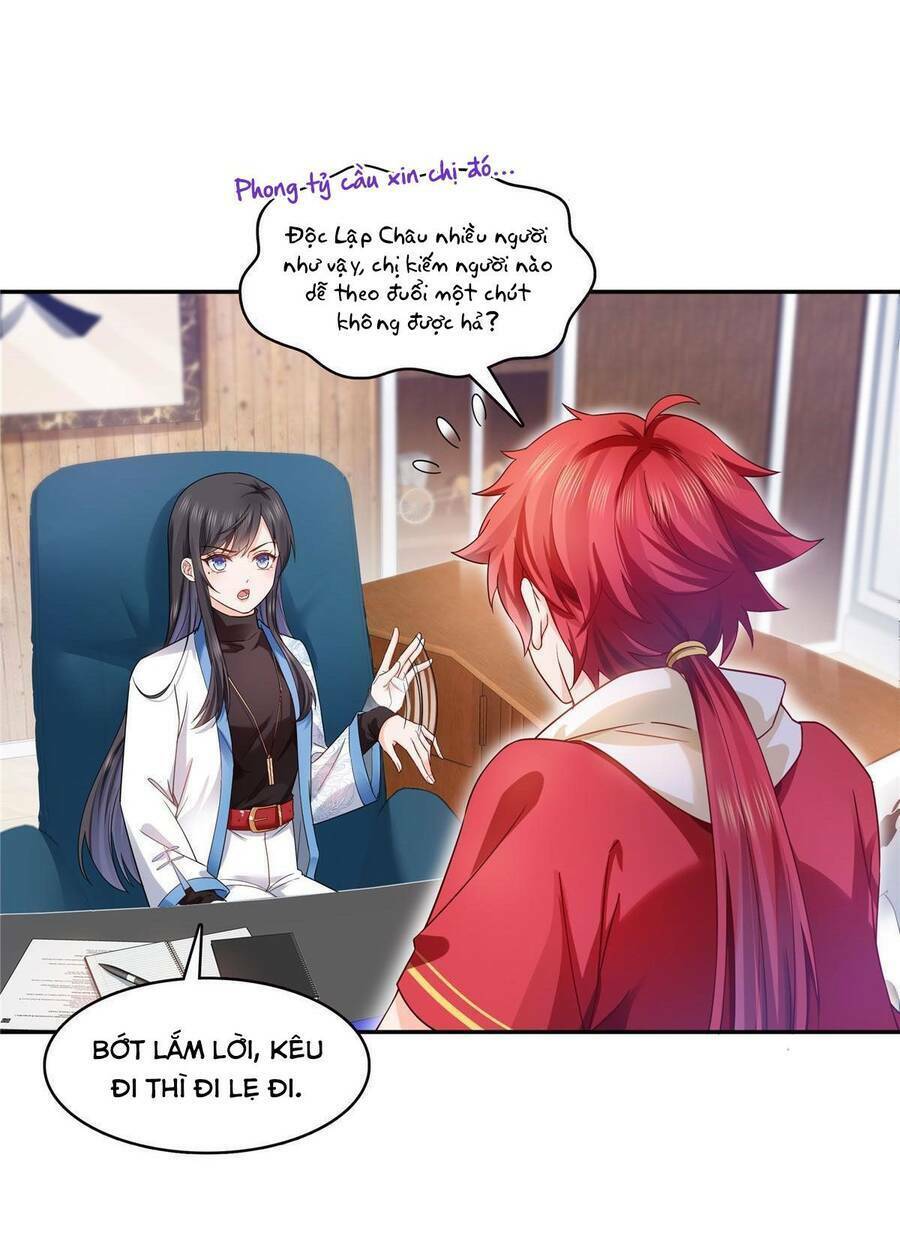 Phong tỷ cầu xin chị đó...
Độc Lập Châu nhiều người
như vậy, chị kiếm người nào
dễ theo đuổi một chút
không được hả?
BỚT LẮM LỜI, KÊU
ĐI THÌ ĐI LẸ ĐI.